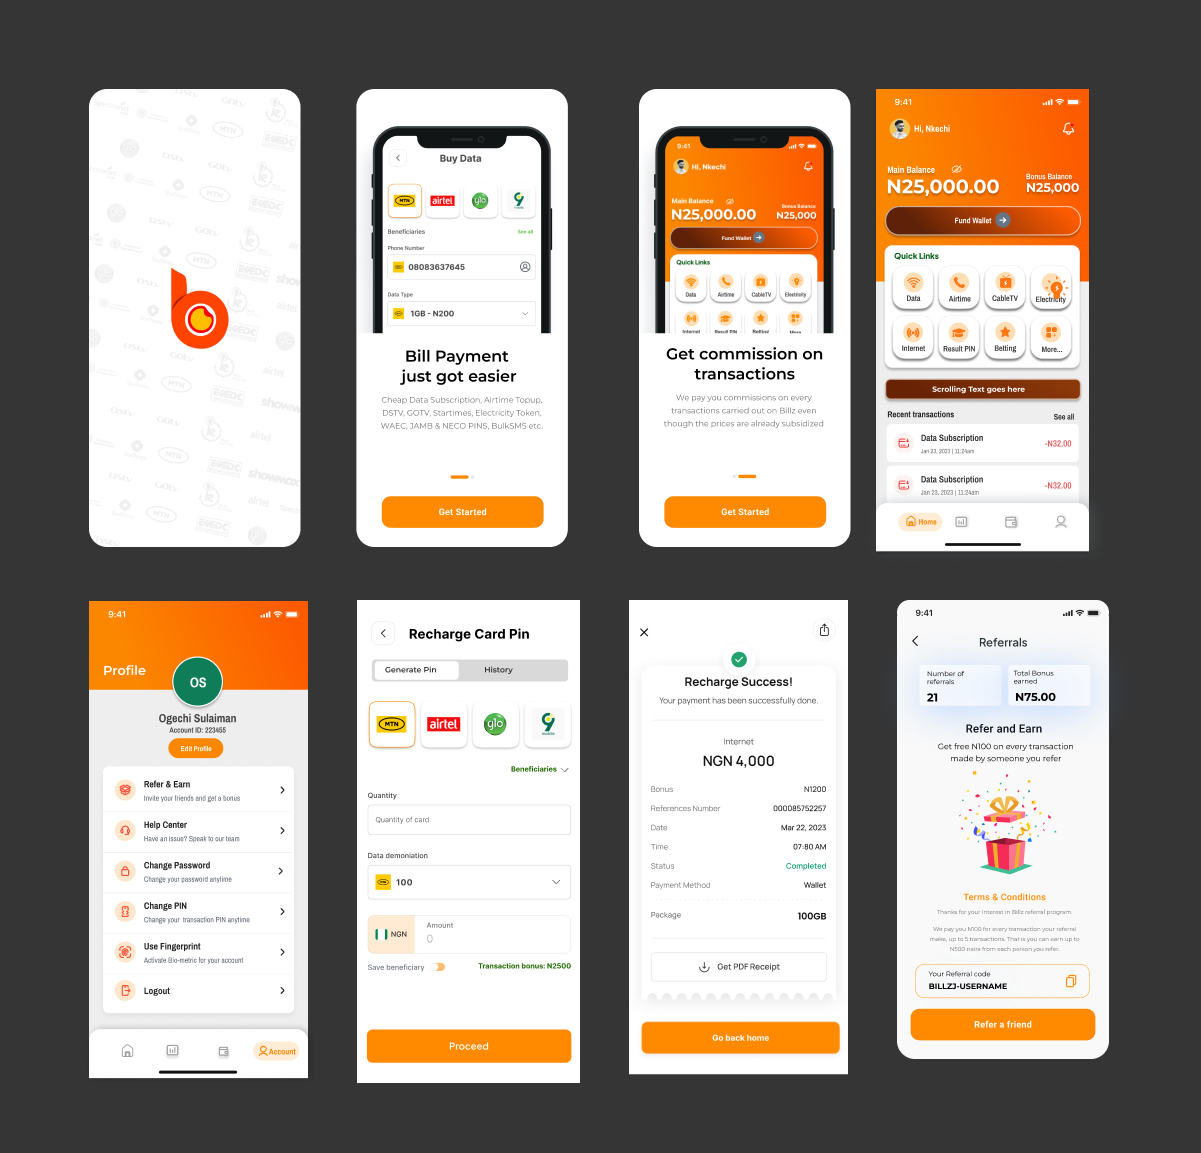 Supermarket
GOtv
DStv
MTN
EKEDC
showmax
airtel
Buy Data
MTN
airtel
glo
9
mobile
Beneficiaries
See all
Phone Number
08083637645
Data Type
1GB - N200
Bill Payment
just got easier
Cheap Data Subscription, Airtime Topup,
DSTV, GOTV, Startimes, Electricity Token,
WAEC, JAMB & NECO PINS, BulkSMS etc.
Get Started
9:41
Hi, Nkechi
Main Balance
N25,000.00
Bonus Balance
N25,000
Fund Wallet
Quick Links
Data
Airtime
CableTV
Electricity
Internet
Result PIN
Betting
More
Get commission on
transactions
We pay you commissions on every
transactions carried out on Billz even
though the prices are already subsidized
Get Started
9:41
Hi, Nkechi
Main Balance
N25,000.00
Bonus Balance
N25,000
Fund Wallet
Quick Links
Data
Airtime
CableTV
Electricity
Internet
Result PIN
Betting
More...
Scrolling Text goes here
Recent transactions
See all
Data Subscription
Jan 23, 2023 | 11:24am
-N32.00
Data Subscription
Jan 23, 2023 | 11:24am
-N32.00
Home
9:41
Profile
OS
Ogechi Sulaiman
Account ID: 223455
Edit Profile
Refer & Earn
Invite your friends and get a bonus
Help Center
Have an issue? Speak to our team
Change Password
Change your password anytime
Change PIN
Change your transaction PIN anytime
Use Fingerprint
Activate Bio-metric for your account
Logout
Account
Recharge Card Pin
Generate Pin
History
MTN
airtel
glo
9
mobile
Beneficiaries
Quantity
Quantity of card
Data demoniation
100
NGN
Amount
0
Save beneficiary
Transaction bonus: N2500
Proceed
Recharge Success!
Your payment has been successfully done.
Internet
NGN 4,000
Bonus
N1200
References Number
000085752257
Date
Mar 22, 2023
Time
07:80 AM
Status
Completed
Payment Method
Wallet
Package
100GB
Get PDF Receipt
Go back home
9:41
Referrals
Number of
referrals
21
Total Bonus
earned
N75.00
Refer and Earn
Get free N100 on every transaction
made by someone you refer
Terms & Conditions
Thanks for your interest in Billz referral program.
We pay you N100 for every transaction your referral
make, up to 5 transactions. That is you can earn up to
N500 naira from each person you refer.
Your Referral code
BILLZJ-USERNAME
Refer a friend